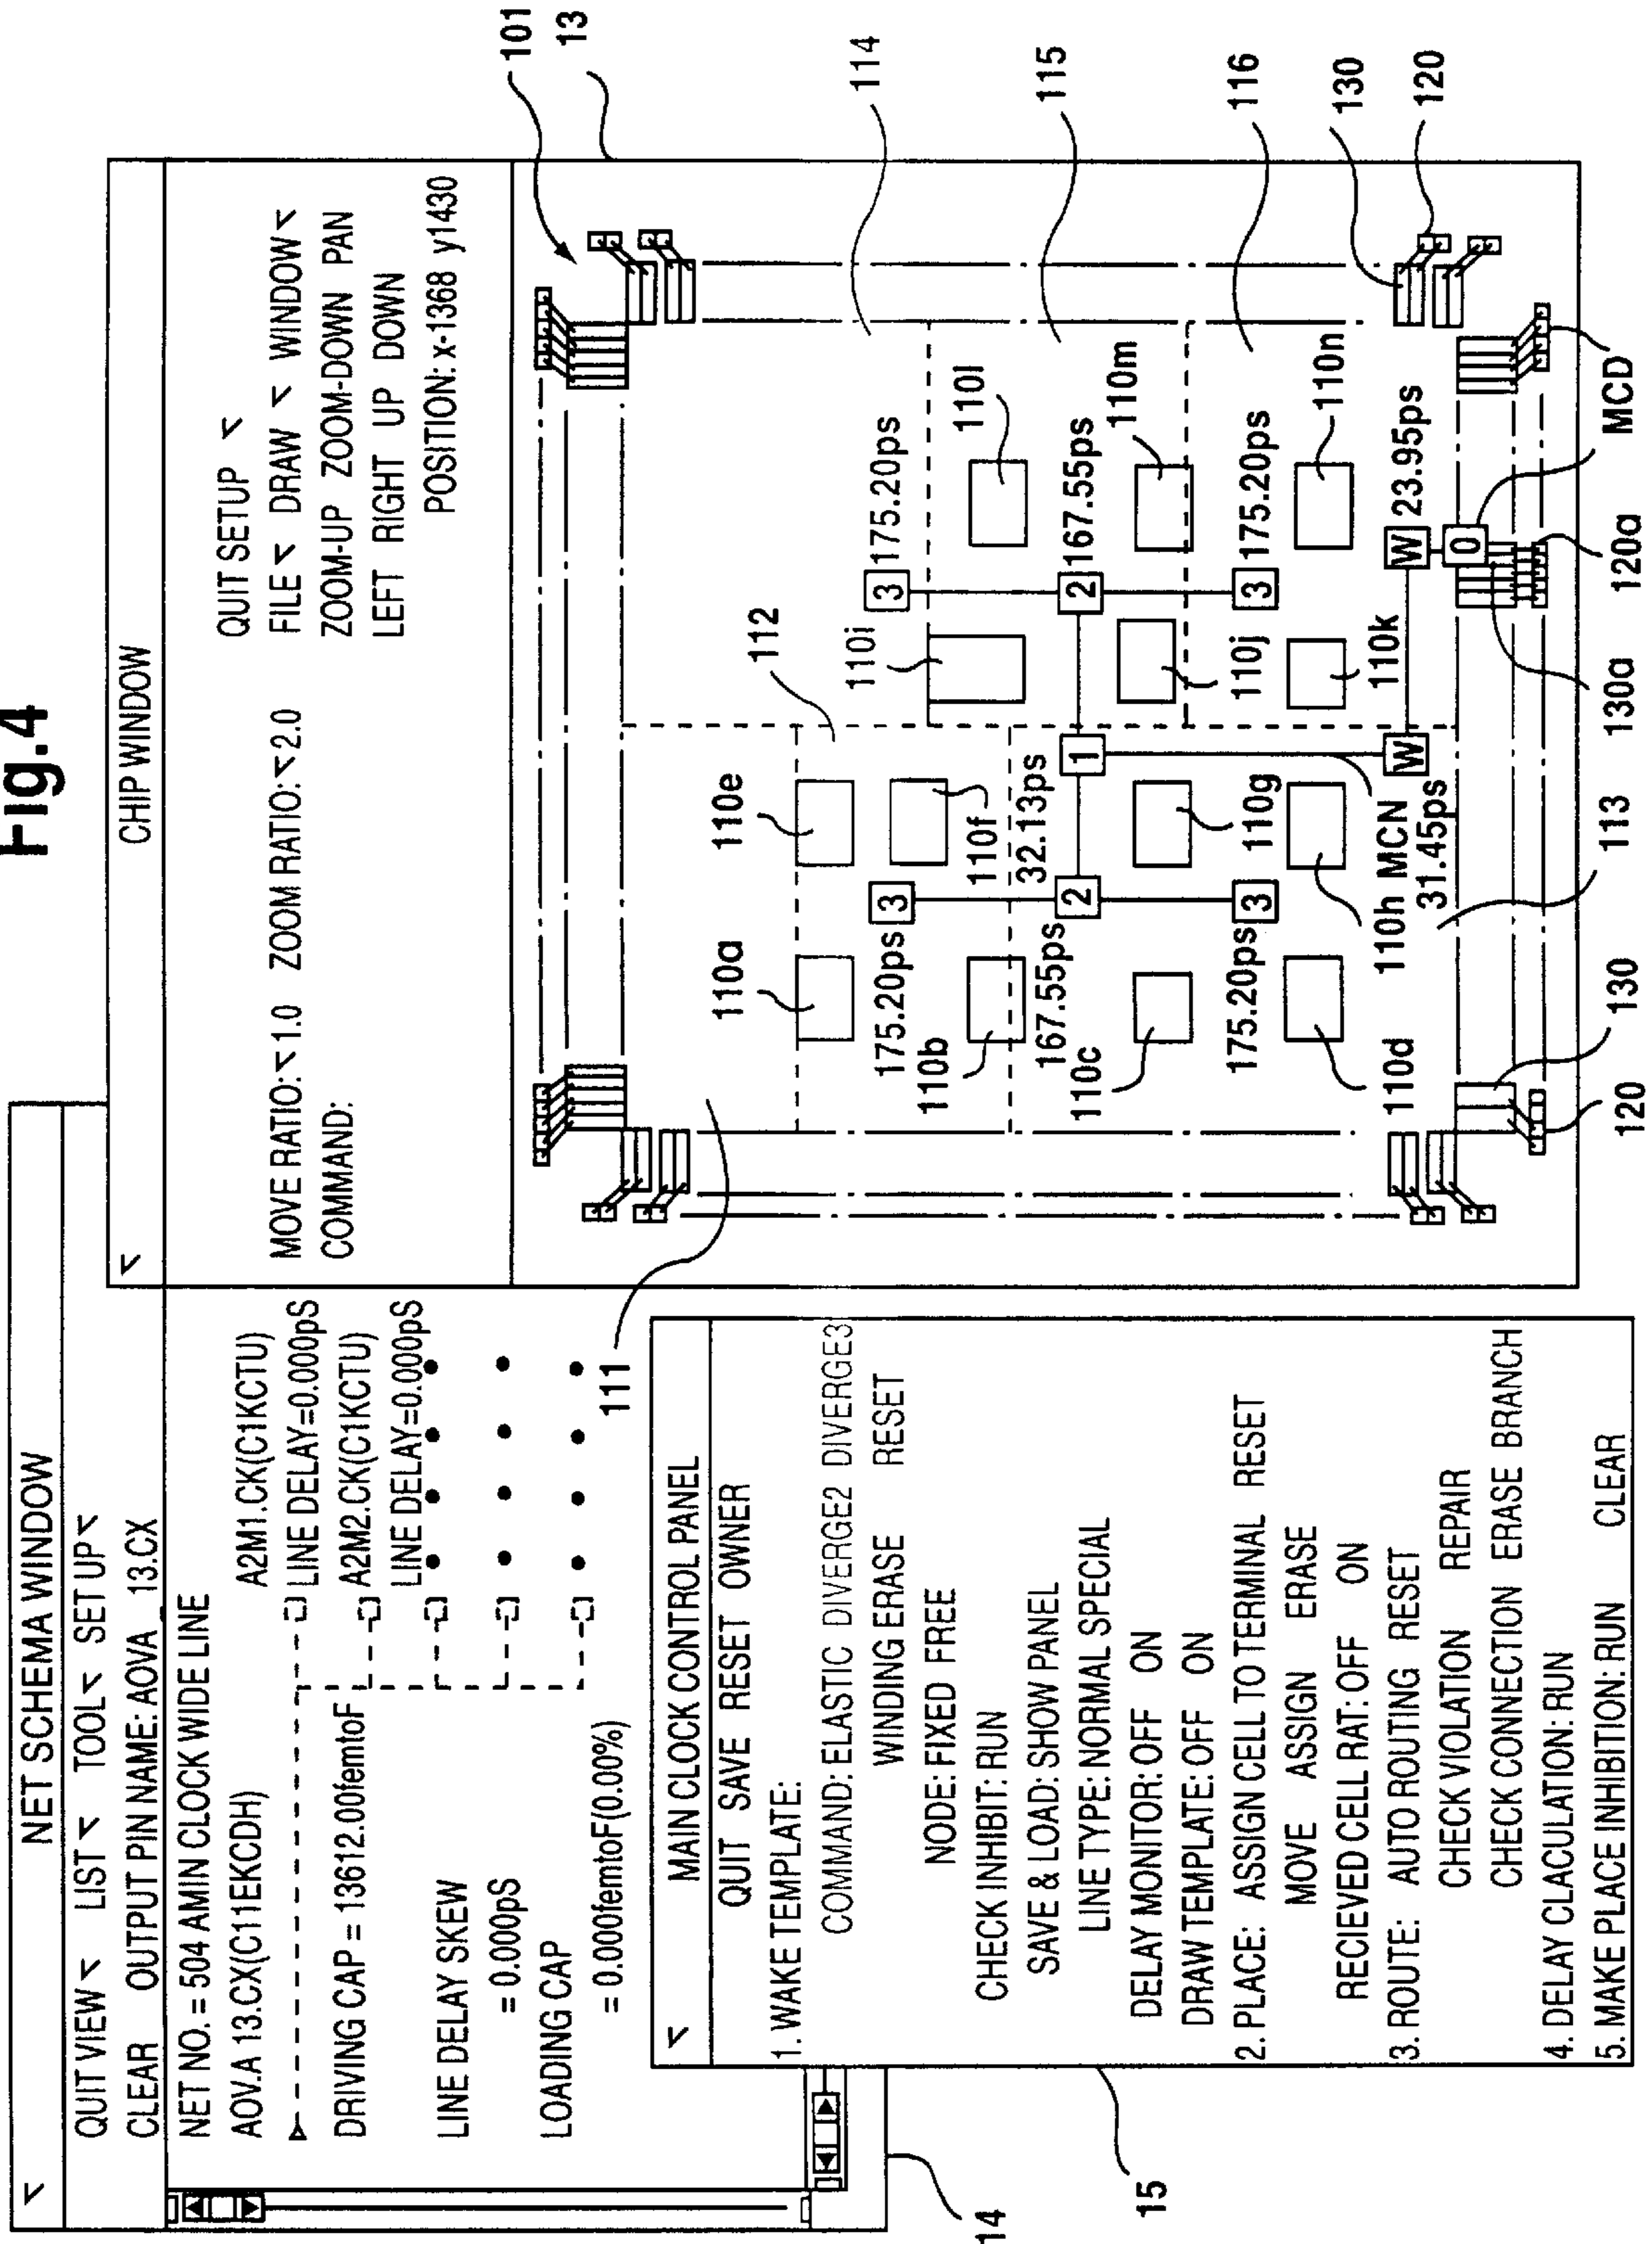 Fig.4
NET SCHEMA WINDOW
QUIT VIEW LIST TOOL SET UP
CLEAR OUTPUT PIN NAME: AOVA_13.CX
NET NO. = 504 AMIN CLOCK WIDE LINE
AOV.A 13.CX(C11EKCDH)
A2M1.CK(C1KCTU)
LINE DELAY=0.000pS
A2M2.CK(C1KCTU)
LINE DELAY=0.000pS
DRIVING CAP = 13612.00femtoF
LINE DELAY SKEW
= 0.000pS
LOADING CAP
= 0.000femtoF(0.00%)
14
MAIN CLOCK CONTROL PANEL
QUIT SAVE RESET OWNER
1. WAKE TEMPLATE:
COMMAND: ELASTIC DIVERGE2 DIVERGE3
WINDING ERASE RESET
NODE: FIXED FREE
CHECK INHIBIT: RUN
SAVE & LOAD: SHOW PANEL
LINE TYPE: NORMAL SPECIAL
DELAY MONITOR: OFF ON
DRAW TEMPLATE: OFF ON
2. PLACE: ASSIGN CELL TO TERMINAL RESET
MOVE ASSIGN ERASE
RECIEVED CELL RAT: OFF ON
3. ROUTE: AUTO ROUTING RESET
CHECK VIOLATION REPAIR
CHECK CONNECTION ERASE BRANCH
4. DELAY CLACULATION: RUN
5. MAKE PLACE INHIBITION: RUN CLEAR
15
CHIP WINDOW
QUIT SETUP
MOVE RATIO: 1.0 ZOOM RATIO: 2.0 FILE DRAW WINDOW
COMMAND: ZOOM-UP ZOOM-DOWN PAN
LEFT RIGHT UP DOWN
POSITION: x-1368 y1430
101
13
111
110a
110e
112
110i
114
175.20ps
3
110f
3
175.20ps
110l
110b
32.13ps
115
167.55ps
2
1
2
167.55ps
110m
110c
110g
110j
116
175.20ps
3
3
175.20ps
110n
110d
110h
MCN
110k
31.45ps
W
W
23.95ps
130
120
113
0
MCD
130
120
130a
120a